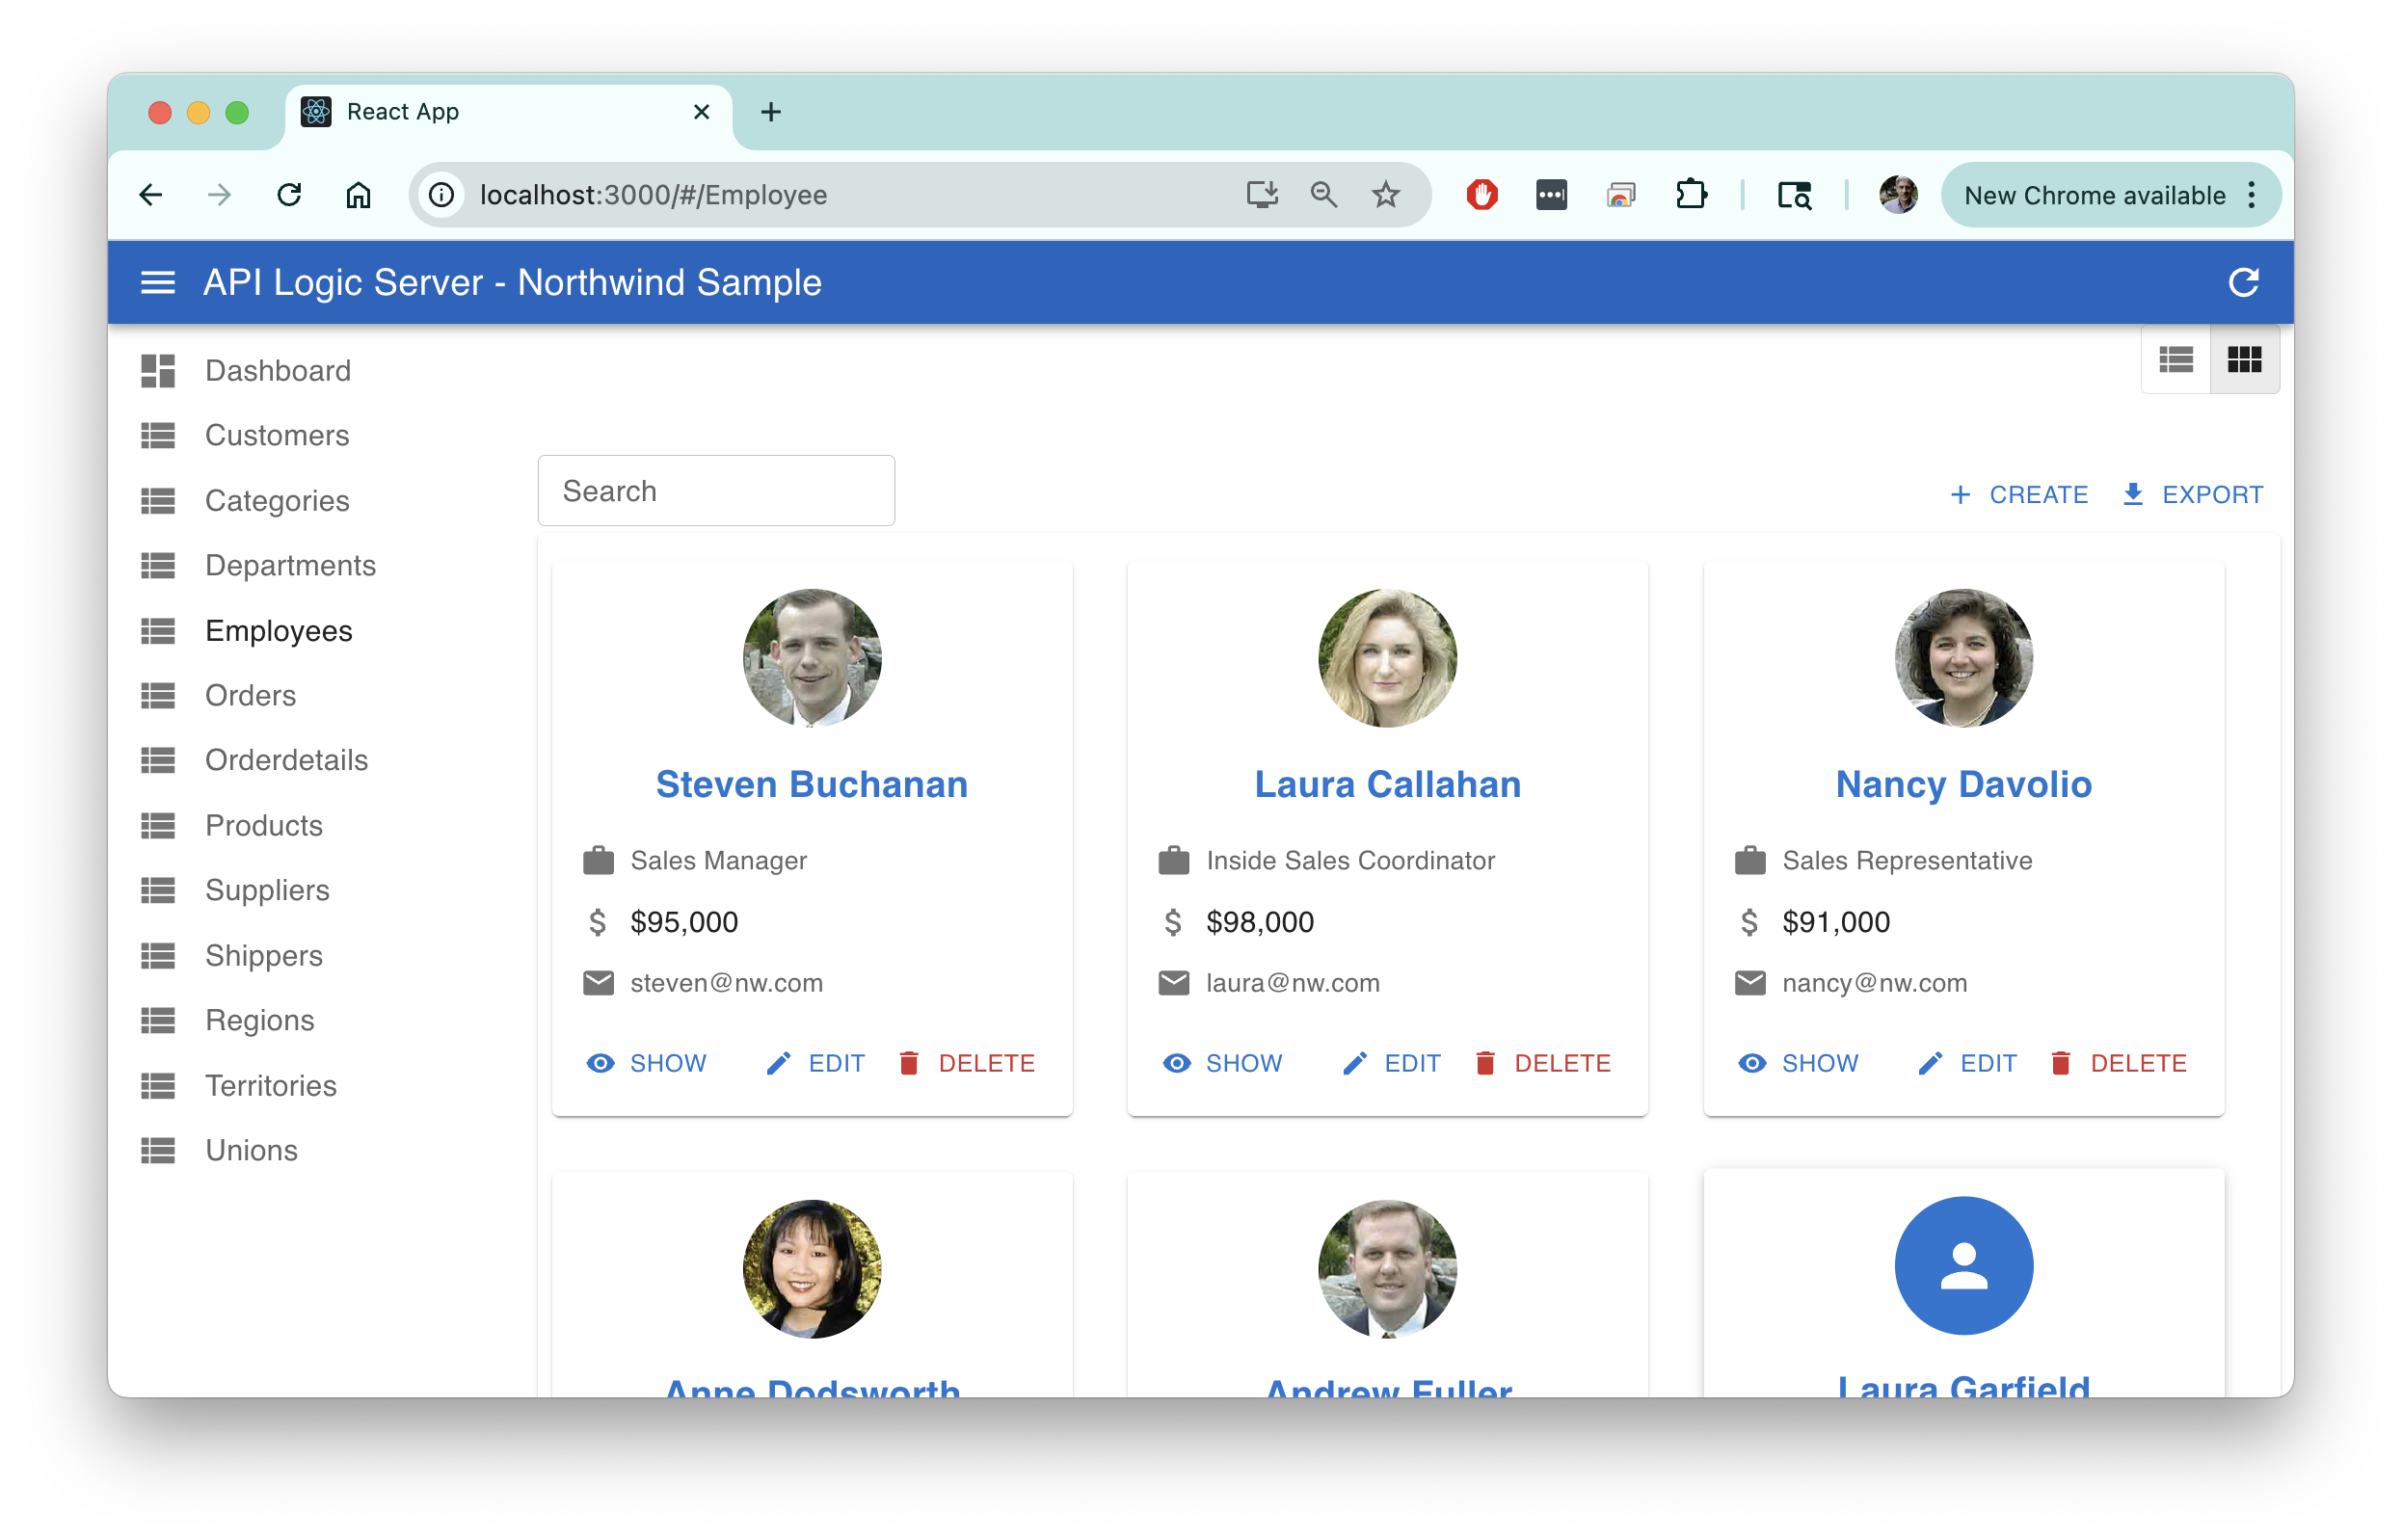 React App
localhost:3000/#/Employee
New Chrome available
API Logic Server - Northwind Sample
Dashboard
Customers
Categories
Departments
Employees
Orders
Orderdetails
Products
Suppliers
Shippers
Regions
Territories
Unions
Search
CREATE EXPORT
Steven Buchanan
Sales Manager
$ $95,000
steven@nw.com
SHOW EDIT DELETE
Laura Callahan
Inside Sales Coordinator
$ $98,000
laura@nw.com
SHOW EDIT DELETE
Nancy Davolio
Sales Representative
$ $91,000
nancy@nw.com
SHOW EDIT DELETE
Anne Dodsworth
Andrew Fuller
Laura Garfield